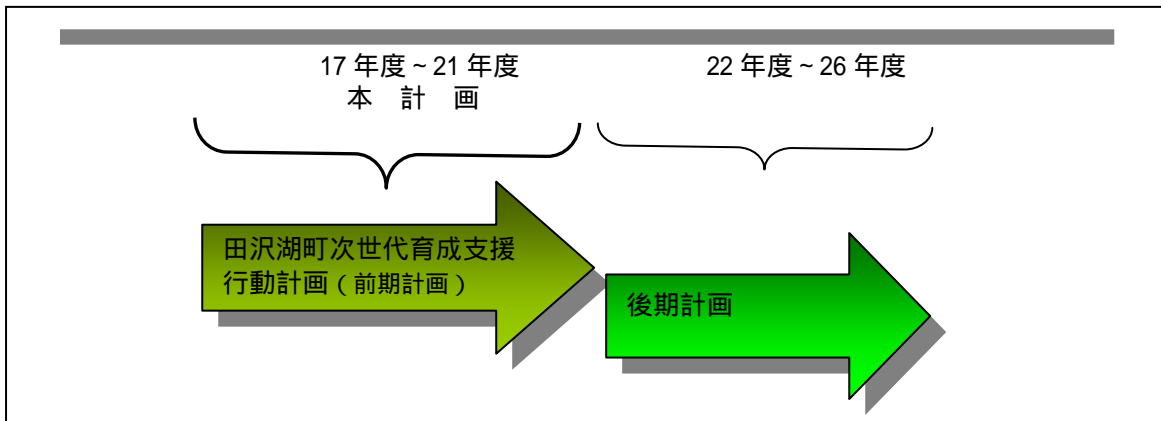 17 年度~21 年度
本 計 画
22 年度~26 年度
田沢湖町次世代育成支援
行動計画（前期計画）
後期計画